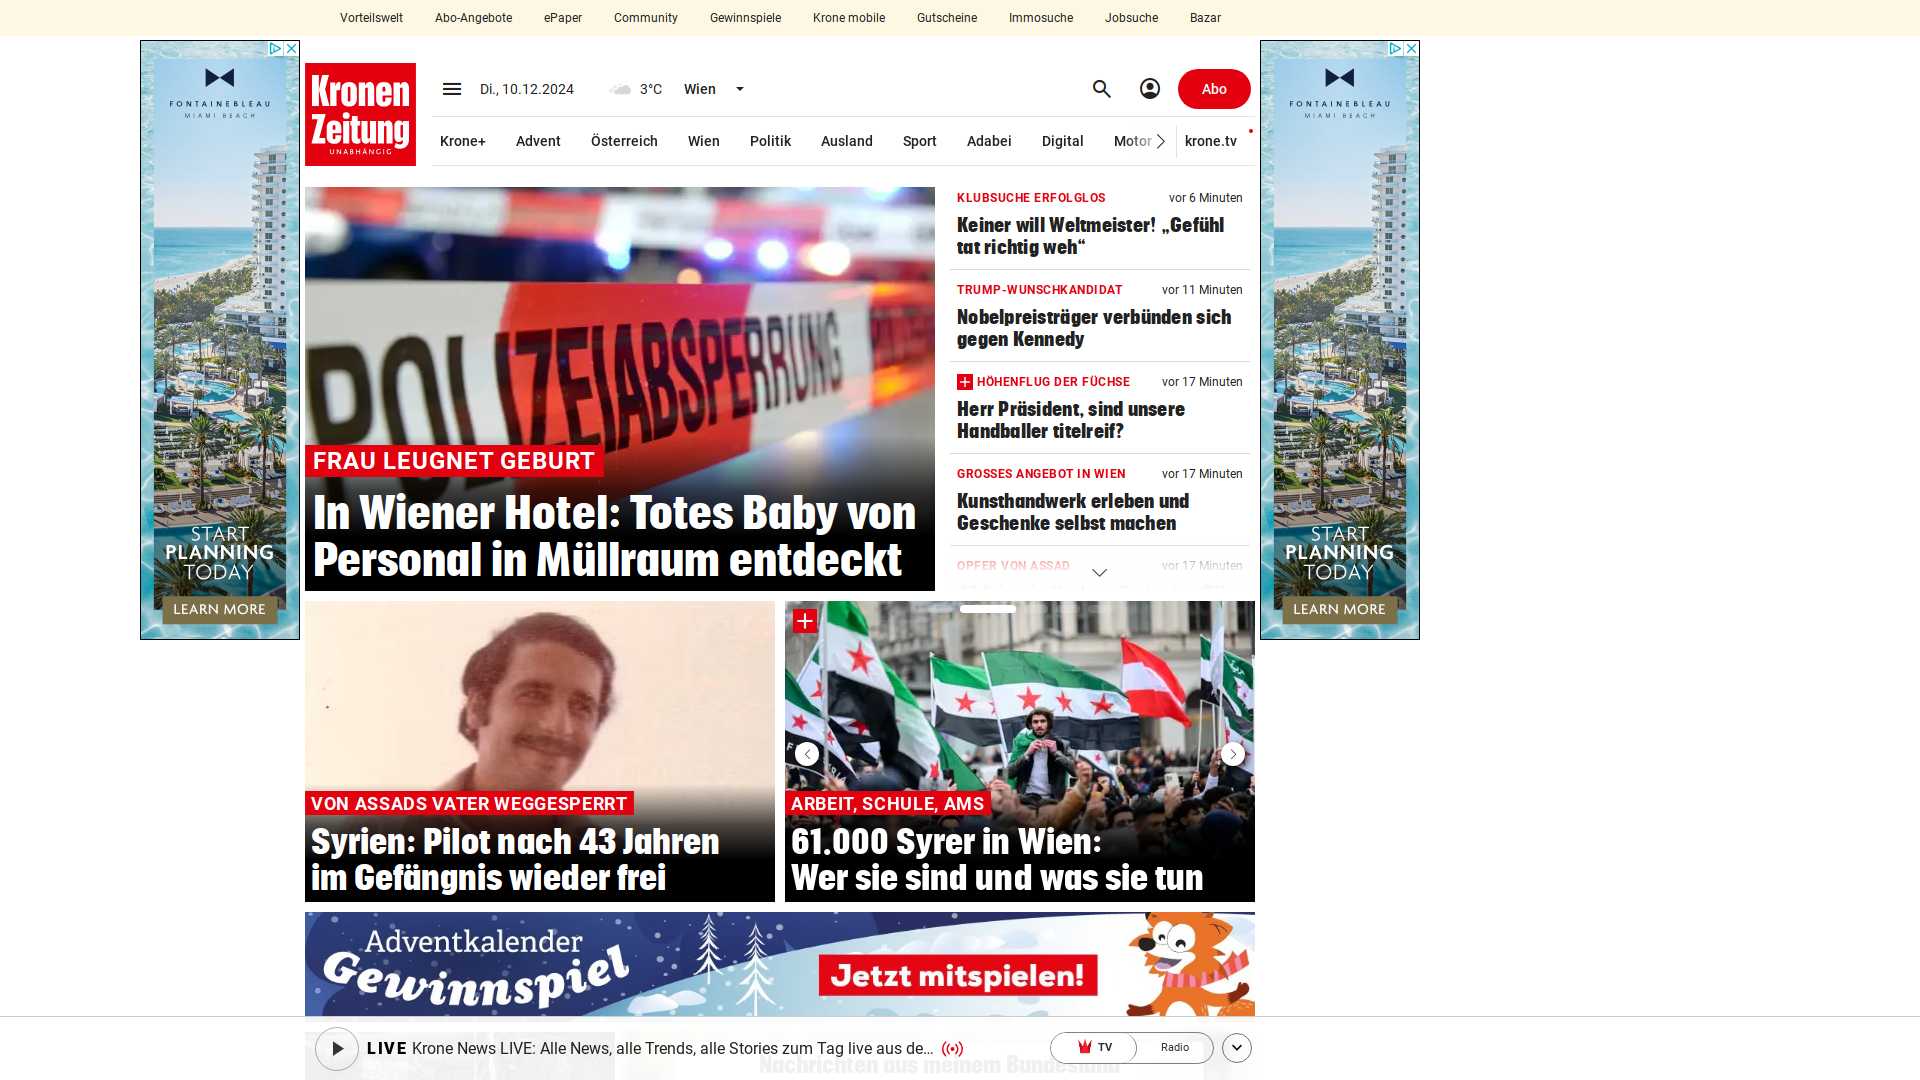 Vorteilswelt Abo-Angebote ePaper Community Gewinnspiele Krone mobile Gutscheine Immosuche Jobsuche Bazar
FONTAINEBLEAU
MIAMI BEACH
START
PLANNING
TODAY
LEARN MORE
Kronen
Zeitung
UNABHÄNGIG
Di., 10.12.2024 3°C Wien Abo
Krone+ Advent Österreich Wien Politik Ausland Sport Adabei Digital Motor krone.tv
POLIZEIABSPERRUNG
FRAU LEUGNET GEBURT
In Wiener Hotel: Totes Baby von
Personal in Müllraum entdeckt
KLUBSUCHE ERFOLGLOS vor 6 Minuten
Keiner will Weltmeister! „Gefühl
tat richtig weh“
TRUMP-WUNSCHKANDIDAT vor 11 Minuten
Nobelpreisträger verbünden sich
gegen Kennedy
HÖHENFLUG DER FÜCHSE vor 17 Minuten
Herr Präsident, sind unsere
Handballer titelreif?
GROSSES ANGEBOT IN WIEN vor 17 Minuten
Kunsthandwerk erleben und
Geschenke selbst machen
OPFER VON ASSAD vor 17 Minuten
FONTAINEBLEAU
MIAMI BEACH
START
PLANNING
TODAY
LEARN MORE
VON ASSADS VATER WEGGESPERRT
Syrien: Pilot nach 43 Jahren
im Gefängnis wieder frei
ARBEIT, SCHULE, AMS
61.000 Syrer in Wien:
Wer sie sind und was sie tun
Adventkalender
Gewinnspiel
Jetzt mitspielen!
LIVE Krone News LIVE: Alle News, alle Trends, alle Stories zum Tag live aus de... TV Radio
Nachrichten aus meinem Bundesland